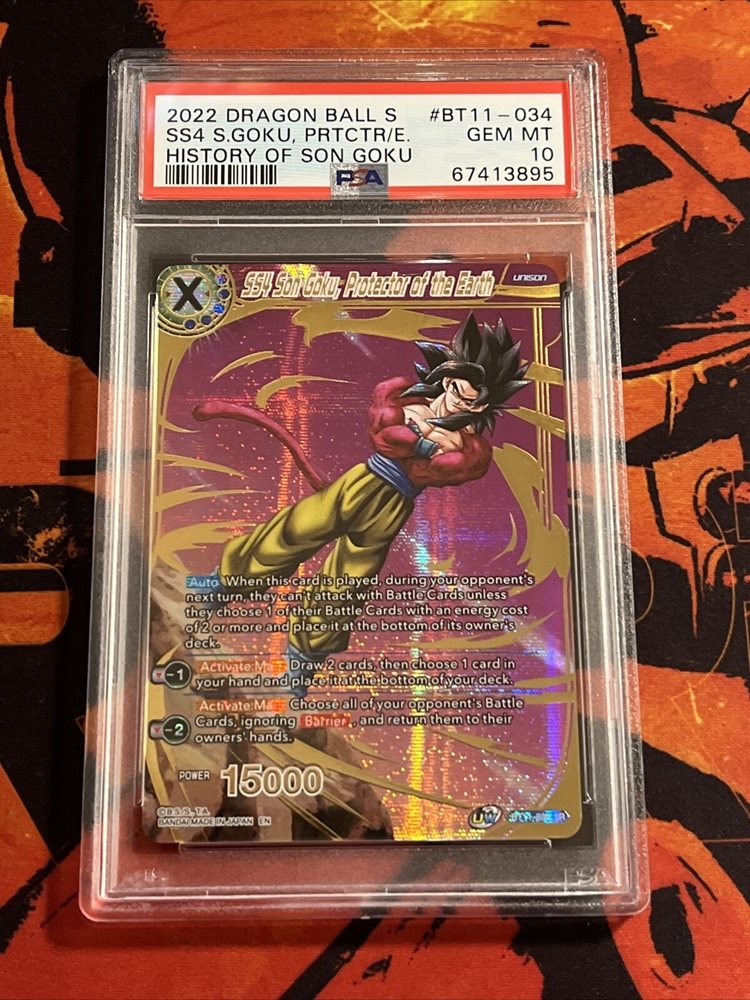 2022 DRAGON BALL S #BT11-034
SS4 S.GOKU, PRTCTR/E. GEM MT
HISTORY OF SON GOKU 10
PSA 67413895
X SS4 Son Goku, Protector of the Earth UNISON
Auto When this card is played, during your opponent's
next turn, they can't attack with Battle Cards unless
they choose 1 of their Battle Cards with an energy cost
of 2 or more and place it at the bottom of its owner's
deck.
-1 Activate: Draw 2 cards, then choose 1 card in
your hand and place it at the bottom of your deck.
Activate: Choose all of your opponent's Battle
-2 Cards, ignoring Barrier, and return them to their
owners' hands.
POWER 15000
©B.S./S., T.A.
BANDAI MADE IN JAPAN EN UW